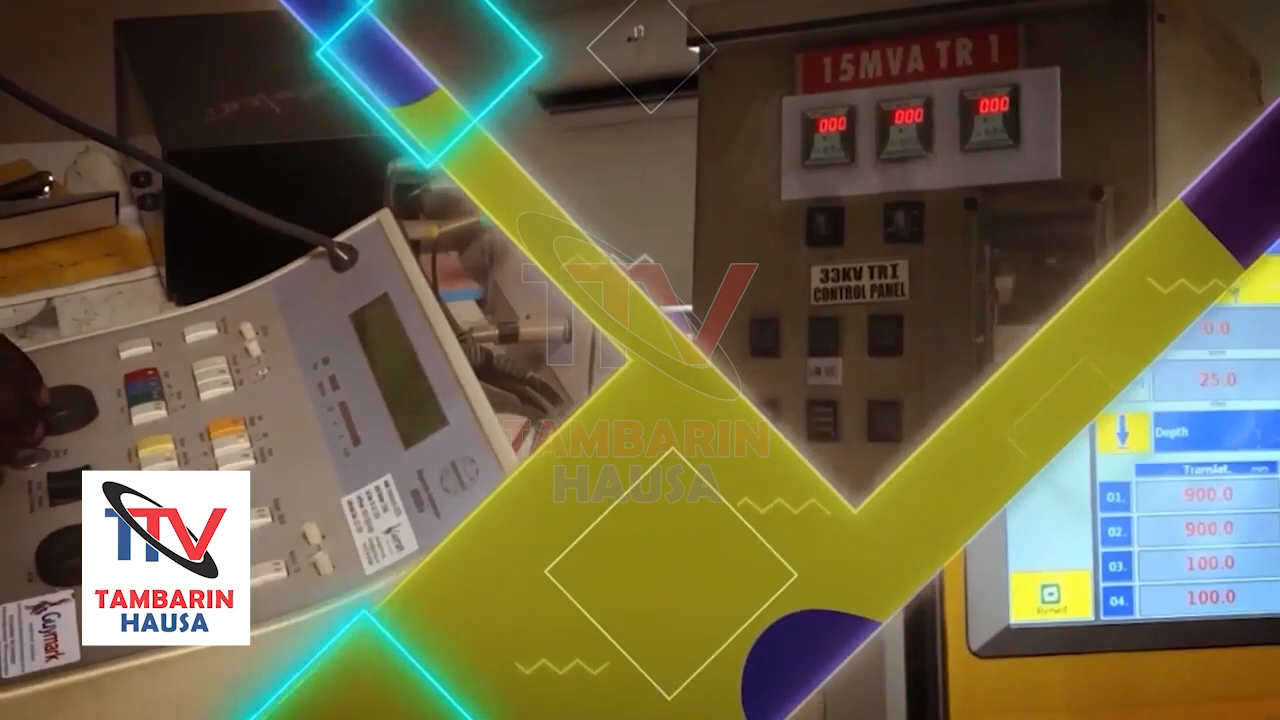 15MVA TR 1
000
000
000
33KV TR1
CONTROL PANEL
TTV
TAMBARIN
HAUSA
0.0
25.0
Depth
Translat. mm
01. 900.0
02. 900.0
03. 100.0
04. 100.0
TTV
TAMBARIN
HAUSA
Guymark